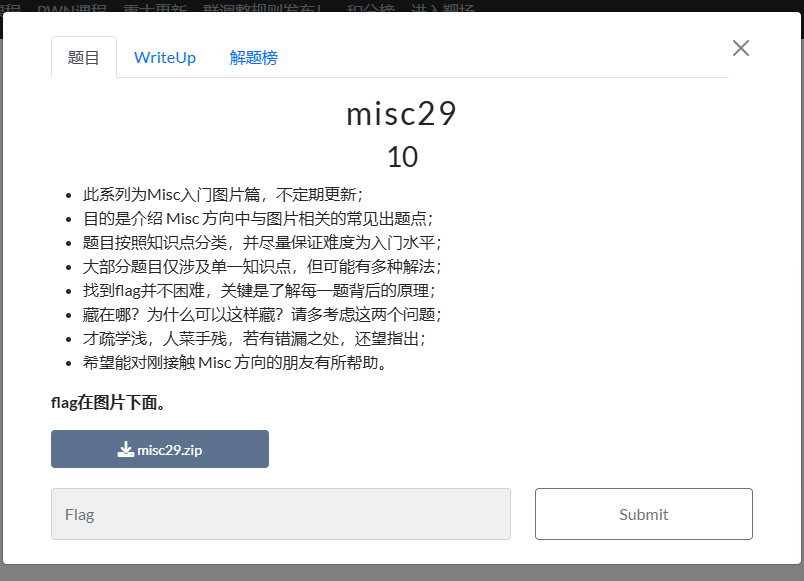 课程、PWN课程、重大更新、群调整规则发布！、积分榜、进入靶场
题目 WriteUp 解题榜
misc29
10
此系列为Misc入门图片篇，不定期更新；
目的是介绍 Misc 方向中与图片相关的常见出题点；
题目按照知识点分类，并尽量保证难度为入门水平；
大部分题目仅涉及单一知识点，但可能有多种解法；
找到flag并不困难，关键是了解每一题背后的原理；
藏在哪？为什么可以这样藏？请多考虑这两个问题；
才疏学浅，人菜手残，若有错漏之处，还望指出；
希望能对刚接触 Misc 方向的朋友有所帮助。
flag在图片下面。
misc29.zip
Flag Submit